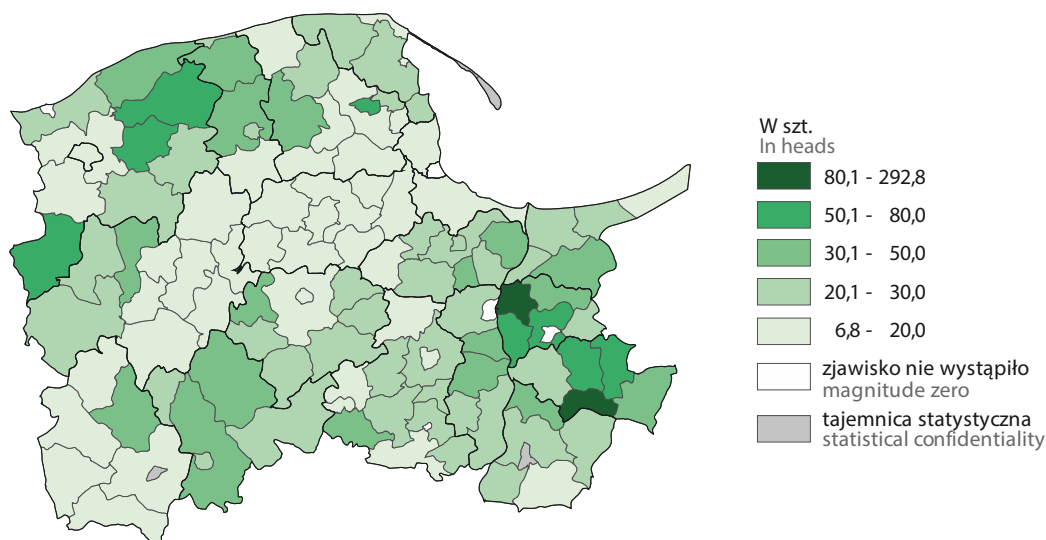 W szt.
In heads
80,1 - 292,8
50,1 - 80,0
30,1 - 50,0
20,1 - 30,0
6,8 - 20,0
zjawisko nie wystąpiło
magnitude zero
tajemnica statystyczna
statistical confidentiality